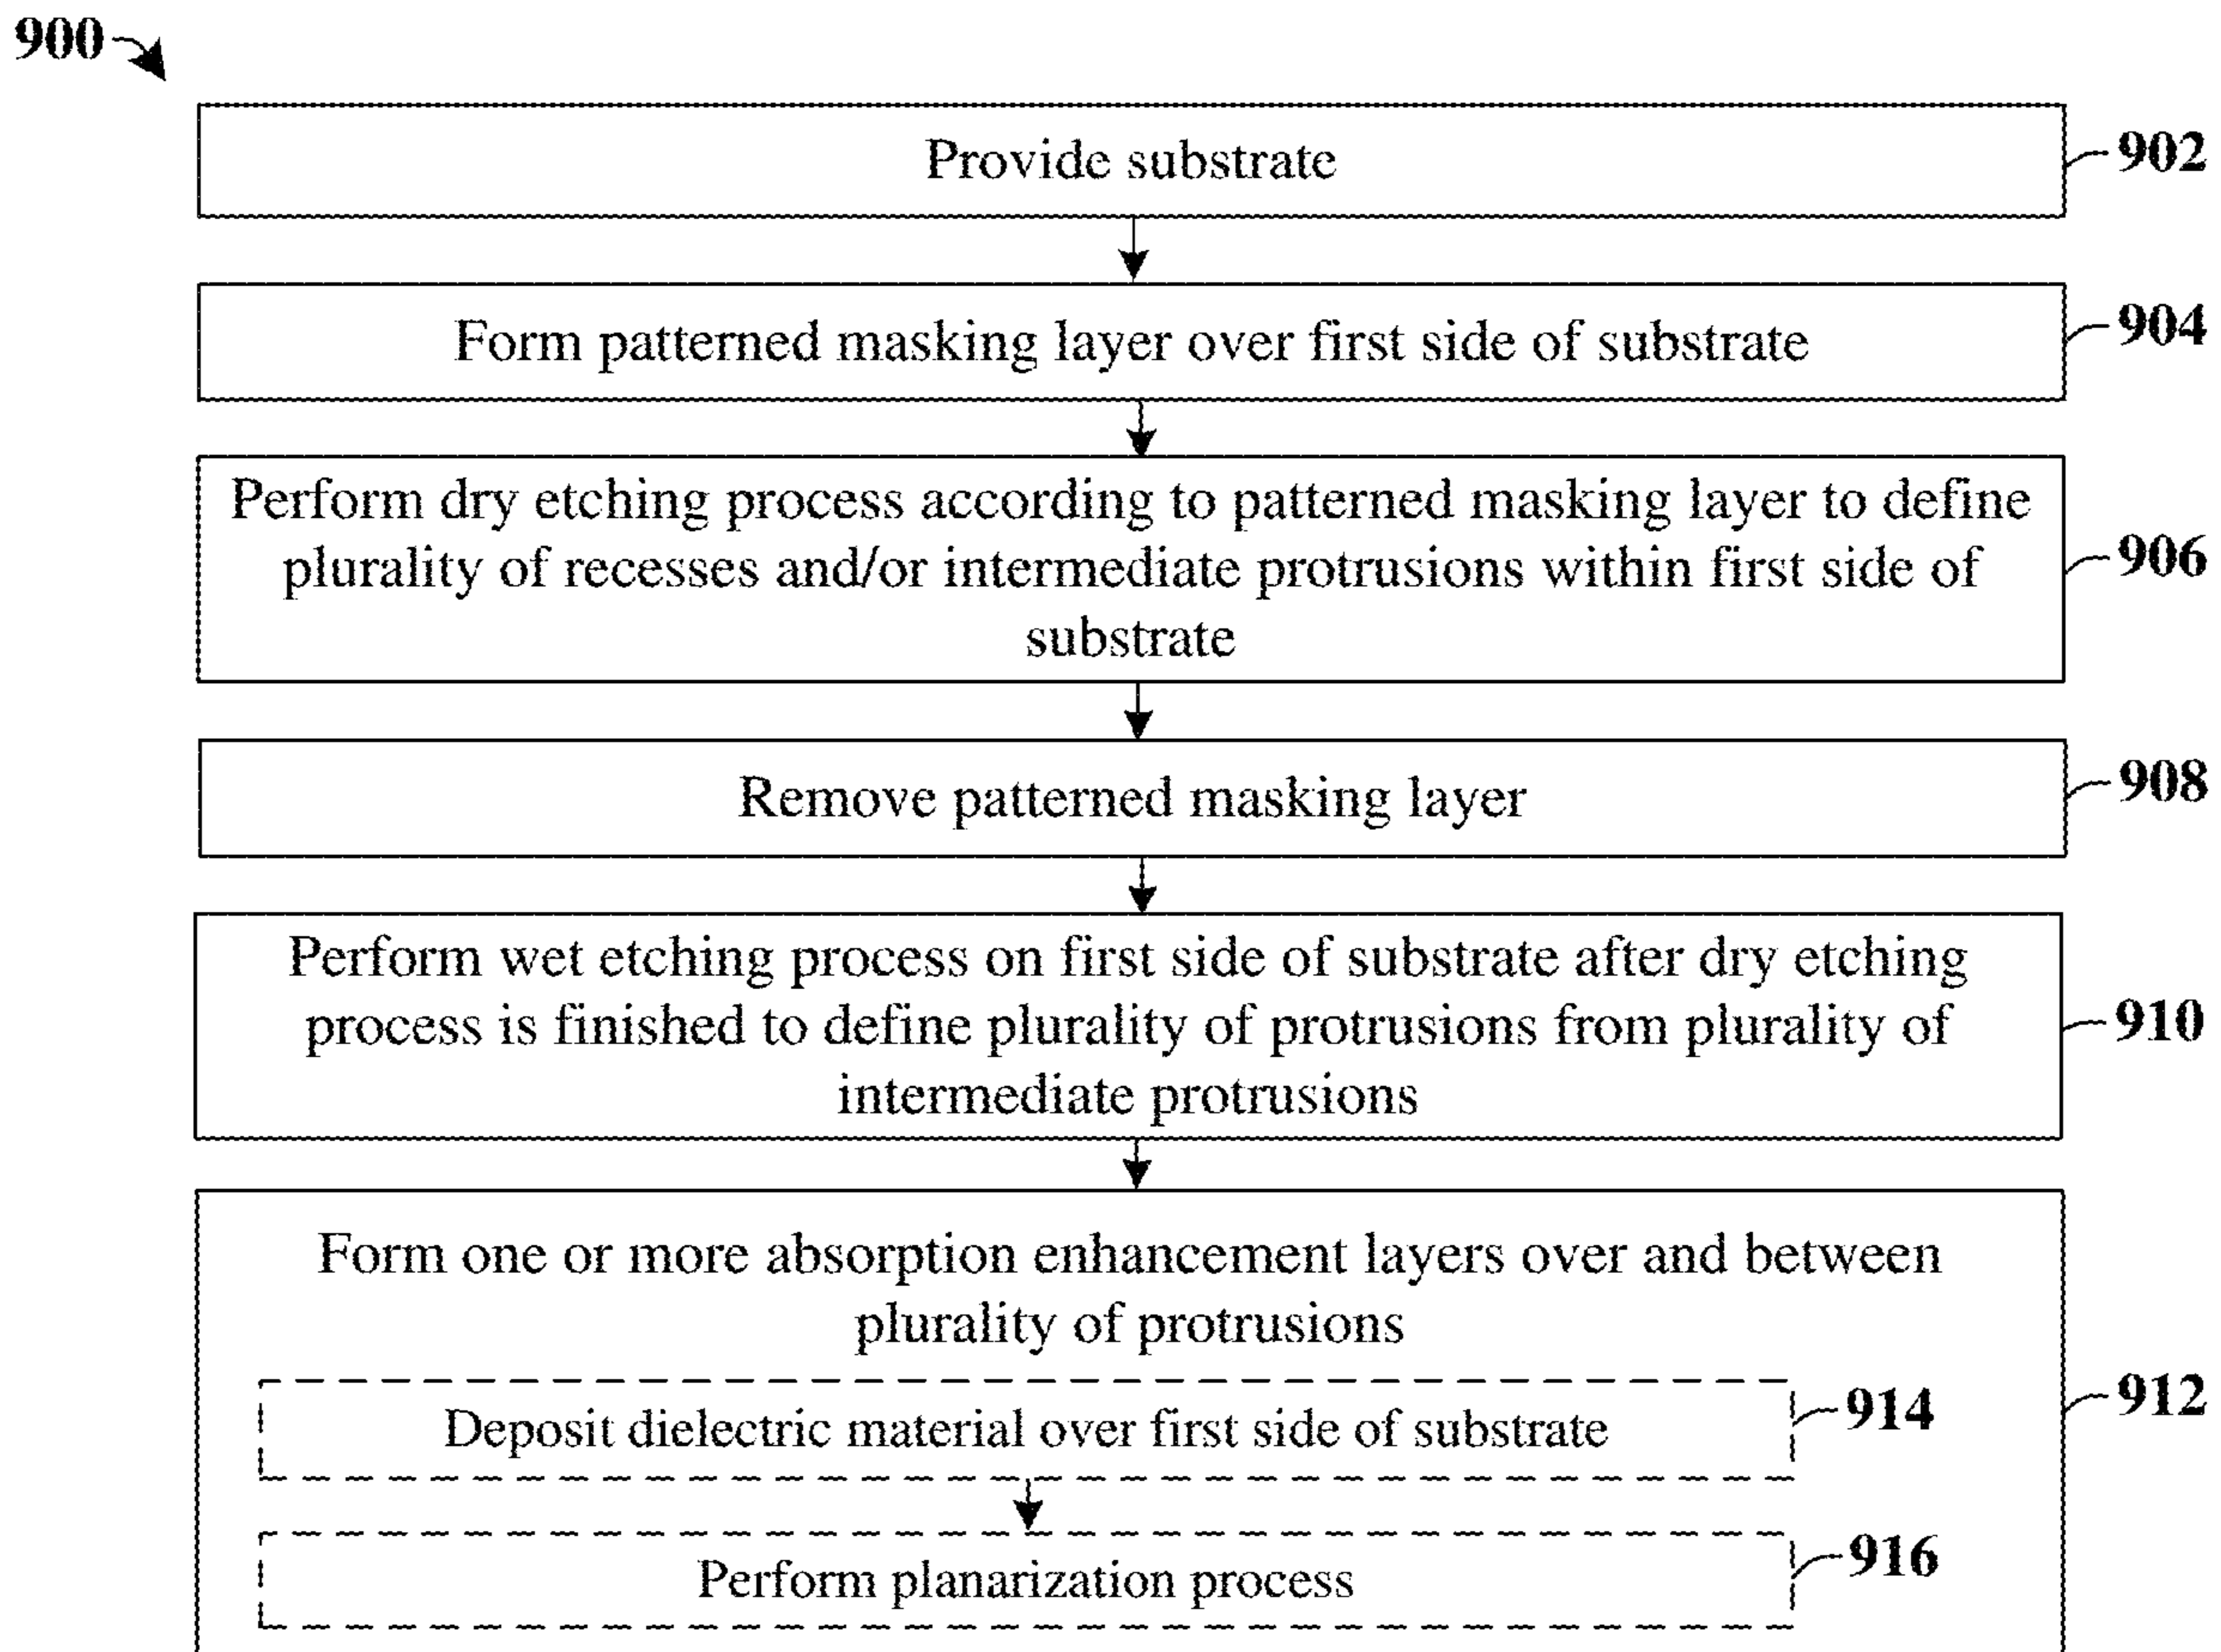 900
Provide substrate
902
Form patterned masking layer over first side of substrate
904
Perform dry etching process according to patterned masking layer to define
plurality of recesses and/or intermediate protrusions within first side of
substrate
906
Remove patterned masking layer
908
Perform wet etching process on first side of substrate after dry etching
process is finished to define plurality of protrusions from plurality of
intermediate protrusions
910
Form one or more absorption enhancement layers over and between
plurality of protrusions
912
Deposit dielectric material over first side of substrate
914
Perform planarization process
916